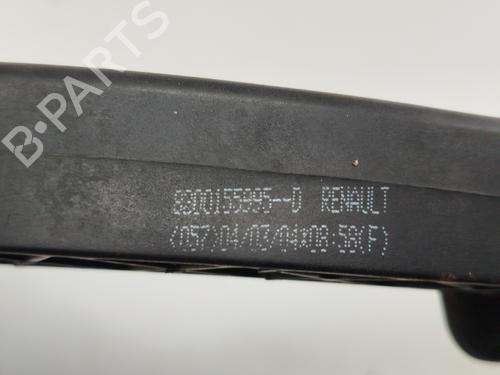 B-PARTS
8200155995--D RENAULT
(057)04/03/04*08:58(F)